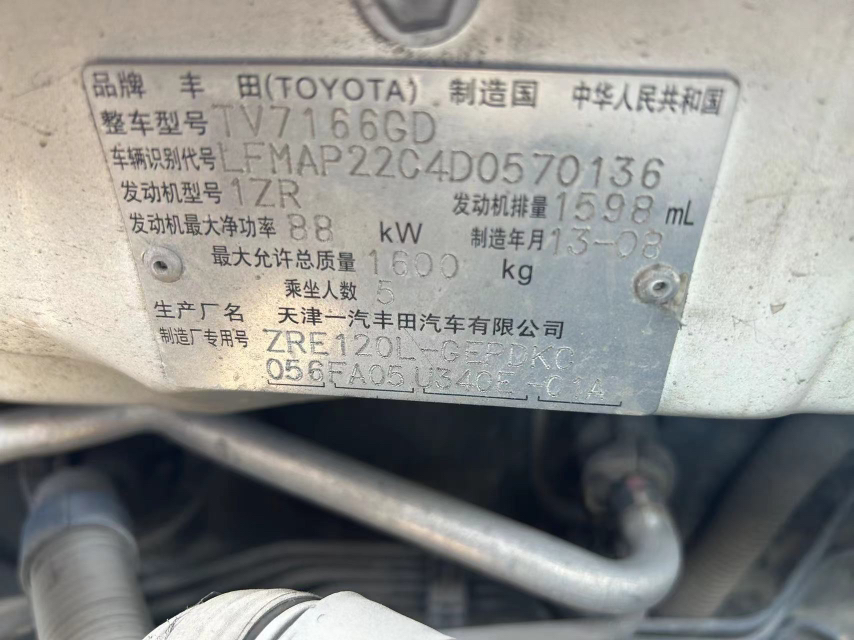 品牌 丰田(TOYOTA) 制造国 中华人民共和国
整车型号 TV7166GD
车辆识别代号 LFMAP22C4D0570136
发动机型号 1ZR 发动机排量 1598 mL
发动机最大净功率 88 kW 制造年月 13-08
最大允许总质量 1600 kg
乘坐人数 5
生产厂名 天津一汽丰田汽车有限公司
制造厂专用号 ZRE120L-GEPDKC
056 FA05 U340E -01A